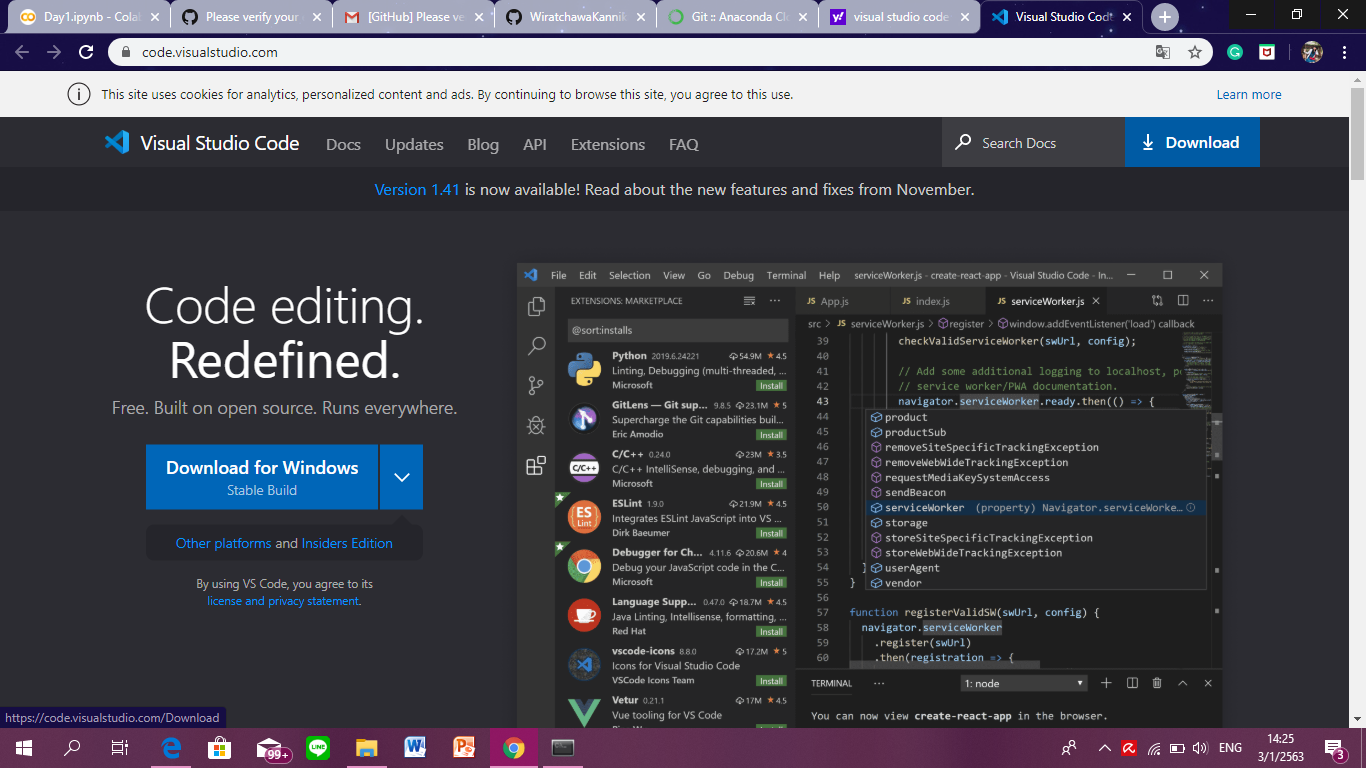 Day1.ipynb - Colab
Please verify your
[GitHub] Please ve
WiratchawaKannik
Git :: Anaconda Clo
visual studio code
Visual Studio Code
code.visualstudio.com
This site uses cookies for analytics, personalized content and ads. By continuing to browse this site, you agree to this use.
Learn more
Visual Studio Code
Docs
Updates
Blog
API
Extensions
FAQ
Search Docs
Download
Version 1.41 is now available! Read about the new features and fixes from November.
Code editing.
Redefined.
Free. Built on open source. Runs everywhere.
Download for Windows
Stable Build
Other platforms and Insiders Edition
By using VS Code, you agree to its
license and privacy statement.
File Edit Selection View Go Debug Terminal Help serviceWorker.js - create-react-app - Visual Studio Code - In...
EXTENSIONS: MARKETPLACE
@sort:installs
Python 2019.6.24221 54.9M 4.5
Linting, Debugging (multi-threaded, ...
Microsoft Install
GitLens — Git sup... 9.8.5 23.1M 5
Supercharge the Git capabilities buil...
Eric Amodio Install
C/C++ 0.24.0 23M 3.5
C/C++ IntelliSense, debugging, and ...
Microsoft Install
ESLint 1.9.0 21.9M 4.5
Integrates ESLint JavaScript into VS ...
Dirk Baeumer Install
Debugger for Ch... 4.11.6 20.6M 4
Debug your JavaScript code in the C...
Microsoft Install
Language Supp... 0.47.0 18.7M 4.5
Java Linting, Intellisense, formatting, ...
Red Hat Install
vscode-icons 8.8.0 17.2M 5
Icons for Visual Studio Code
VSCode Icons Team Install
Vetur 0.21.1 17M 4.5
Vue tooling for VS Code
JS App.js
JS index.js
JS serviceWorker.js
src > JS serviceWorker.js > register > window.addEventListener('load') callback
39 checkValidServiceWorker(swUrl, config);
40
41 // Add some additional logging to localhost, po
42 // service worker/PWA documentation.
43 navigator.serviceWorker.ready.then(() => {
44 product
45 productSub
46 removeSiteSpecificTrackingException
47 removeWebWideTrackingException
48 requestMediaKeySystemAccess
49 sendBeacon
50 serviceWorker (property) Navigator.serviceWorke...
51 storage
52 storeSiteSpecificTrackingException
53 storeWebWideTrackingException
54 } userAgent
55 } vendor
56
57 function registerValidSW(swUrl, config) {
58 navigator.serviceWorker
59 .register(swUrl)
60 .then(registration => {
TERMINAL ... 1: node
You can now view create-react-app in the browser.
https://code.visualstudio.com/Download
99+
LINE
ENG
14:25
3/1/2563
3